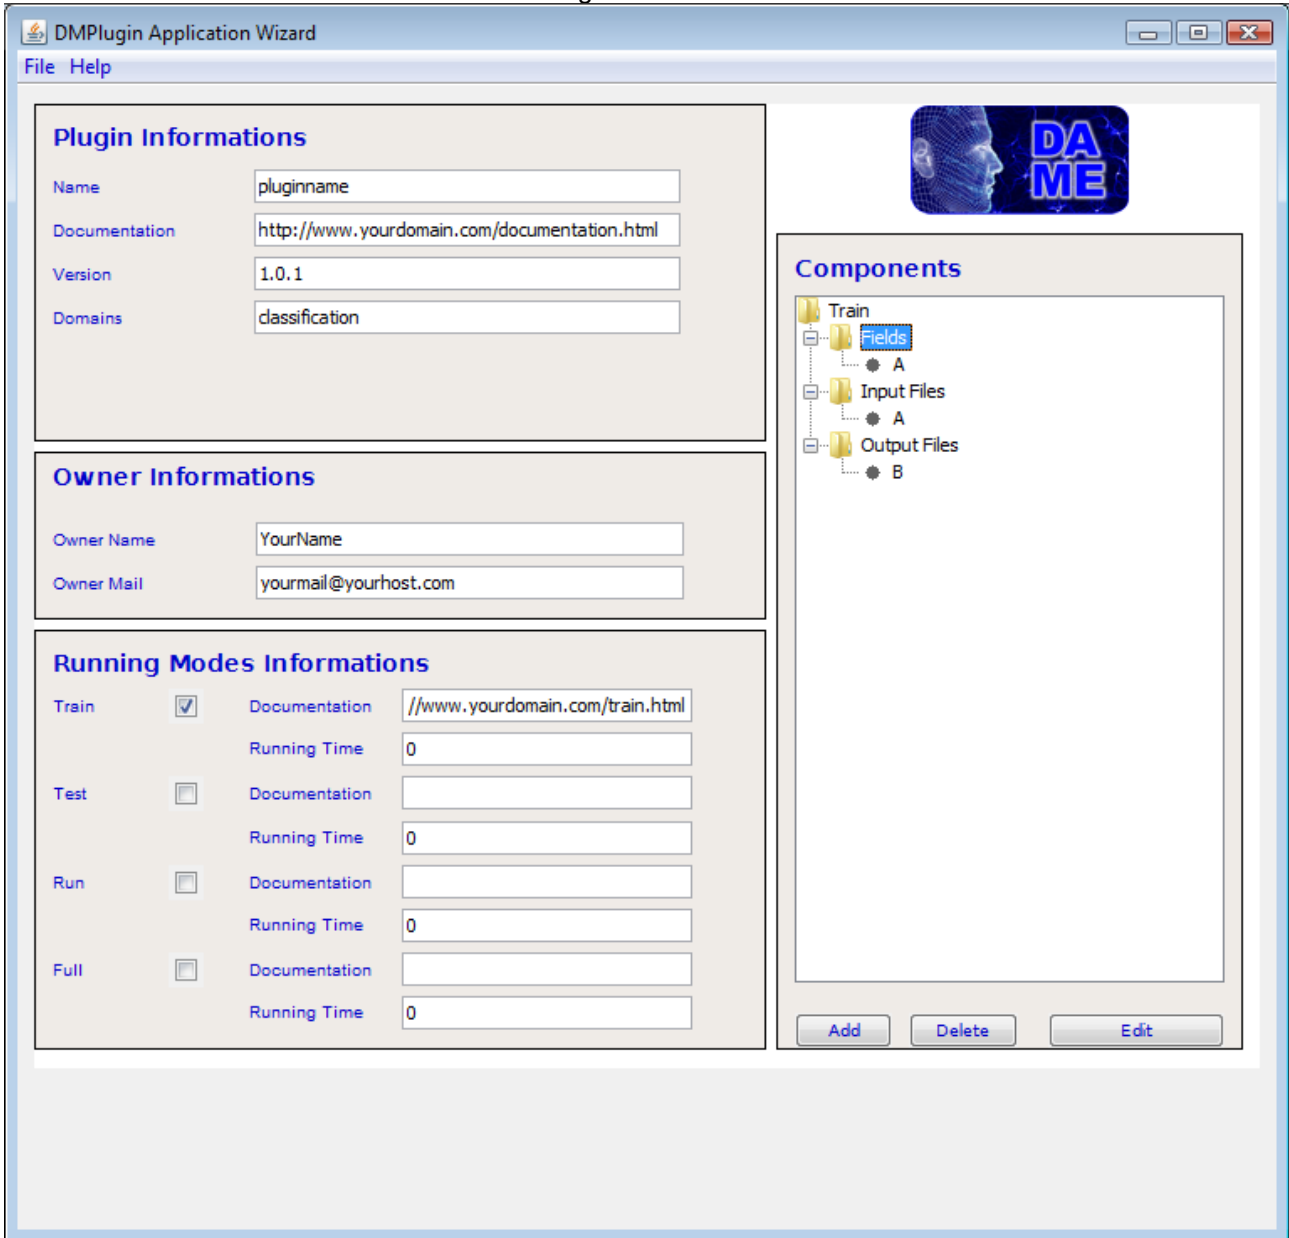 DMPlugin Application Wizard
File Help
Plugin Informations
Name pluginname
Documentation http://www.yourdomain.com/documentation.html
Version 1.0.1
Domains classification
Owner Informations
Owner Name YourName
Owner Mail yourmail@yourhost.com
Running Modes Informations
Train Documentation //www.yourdomain.com/train.html
Running Time 0
Test Documentation
Running Time 0
Run Documentation
Running Time 0
Full Documentation
Running Time 0
DA
ME
Components
Train
Fields
A
Input Files
A
Output Files
B
Add Delete Edit